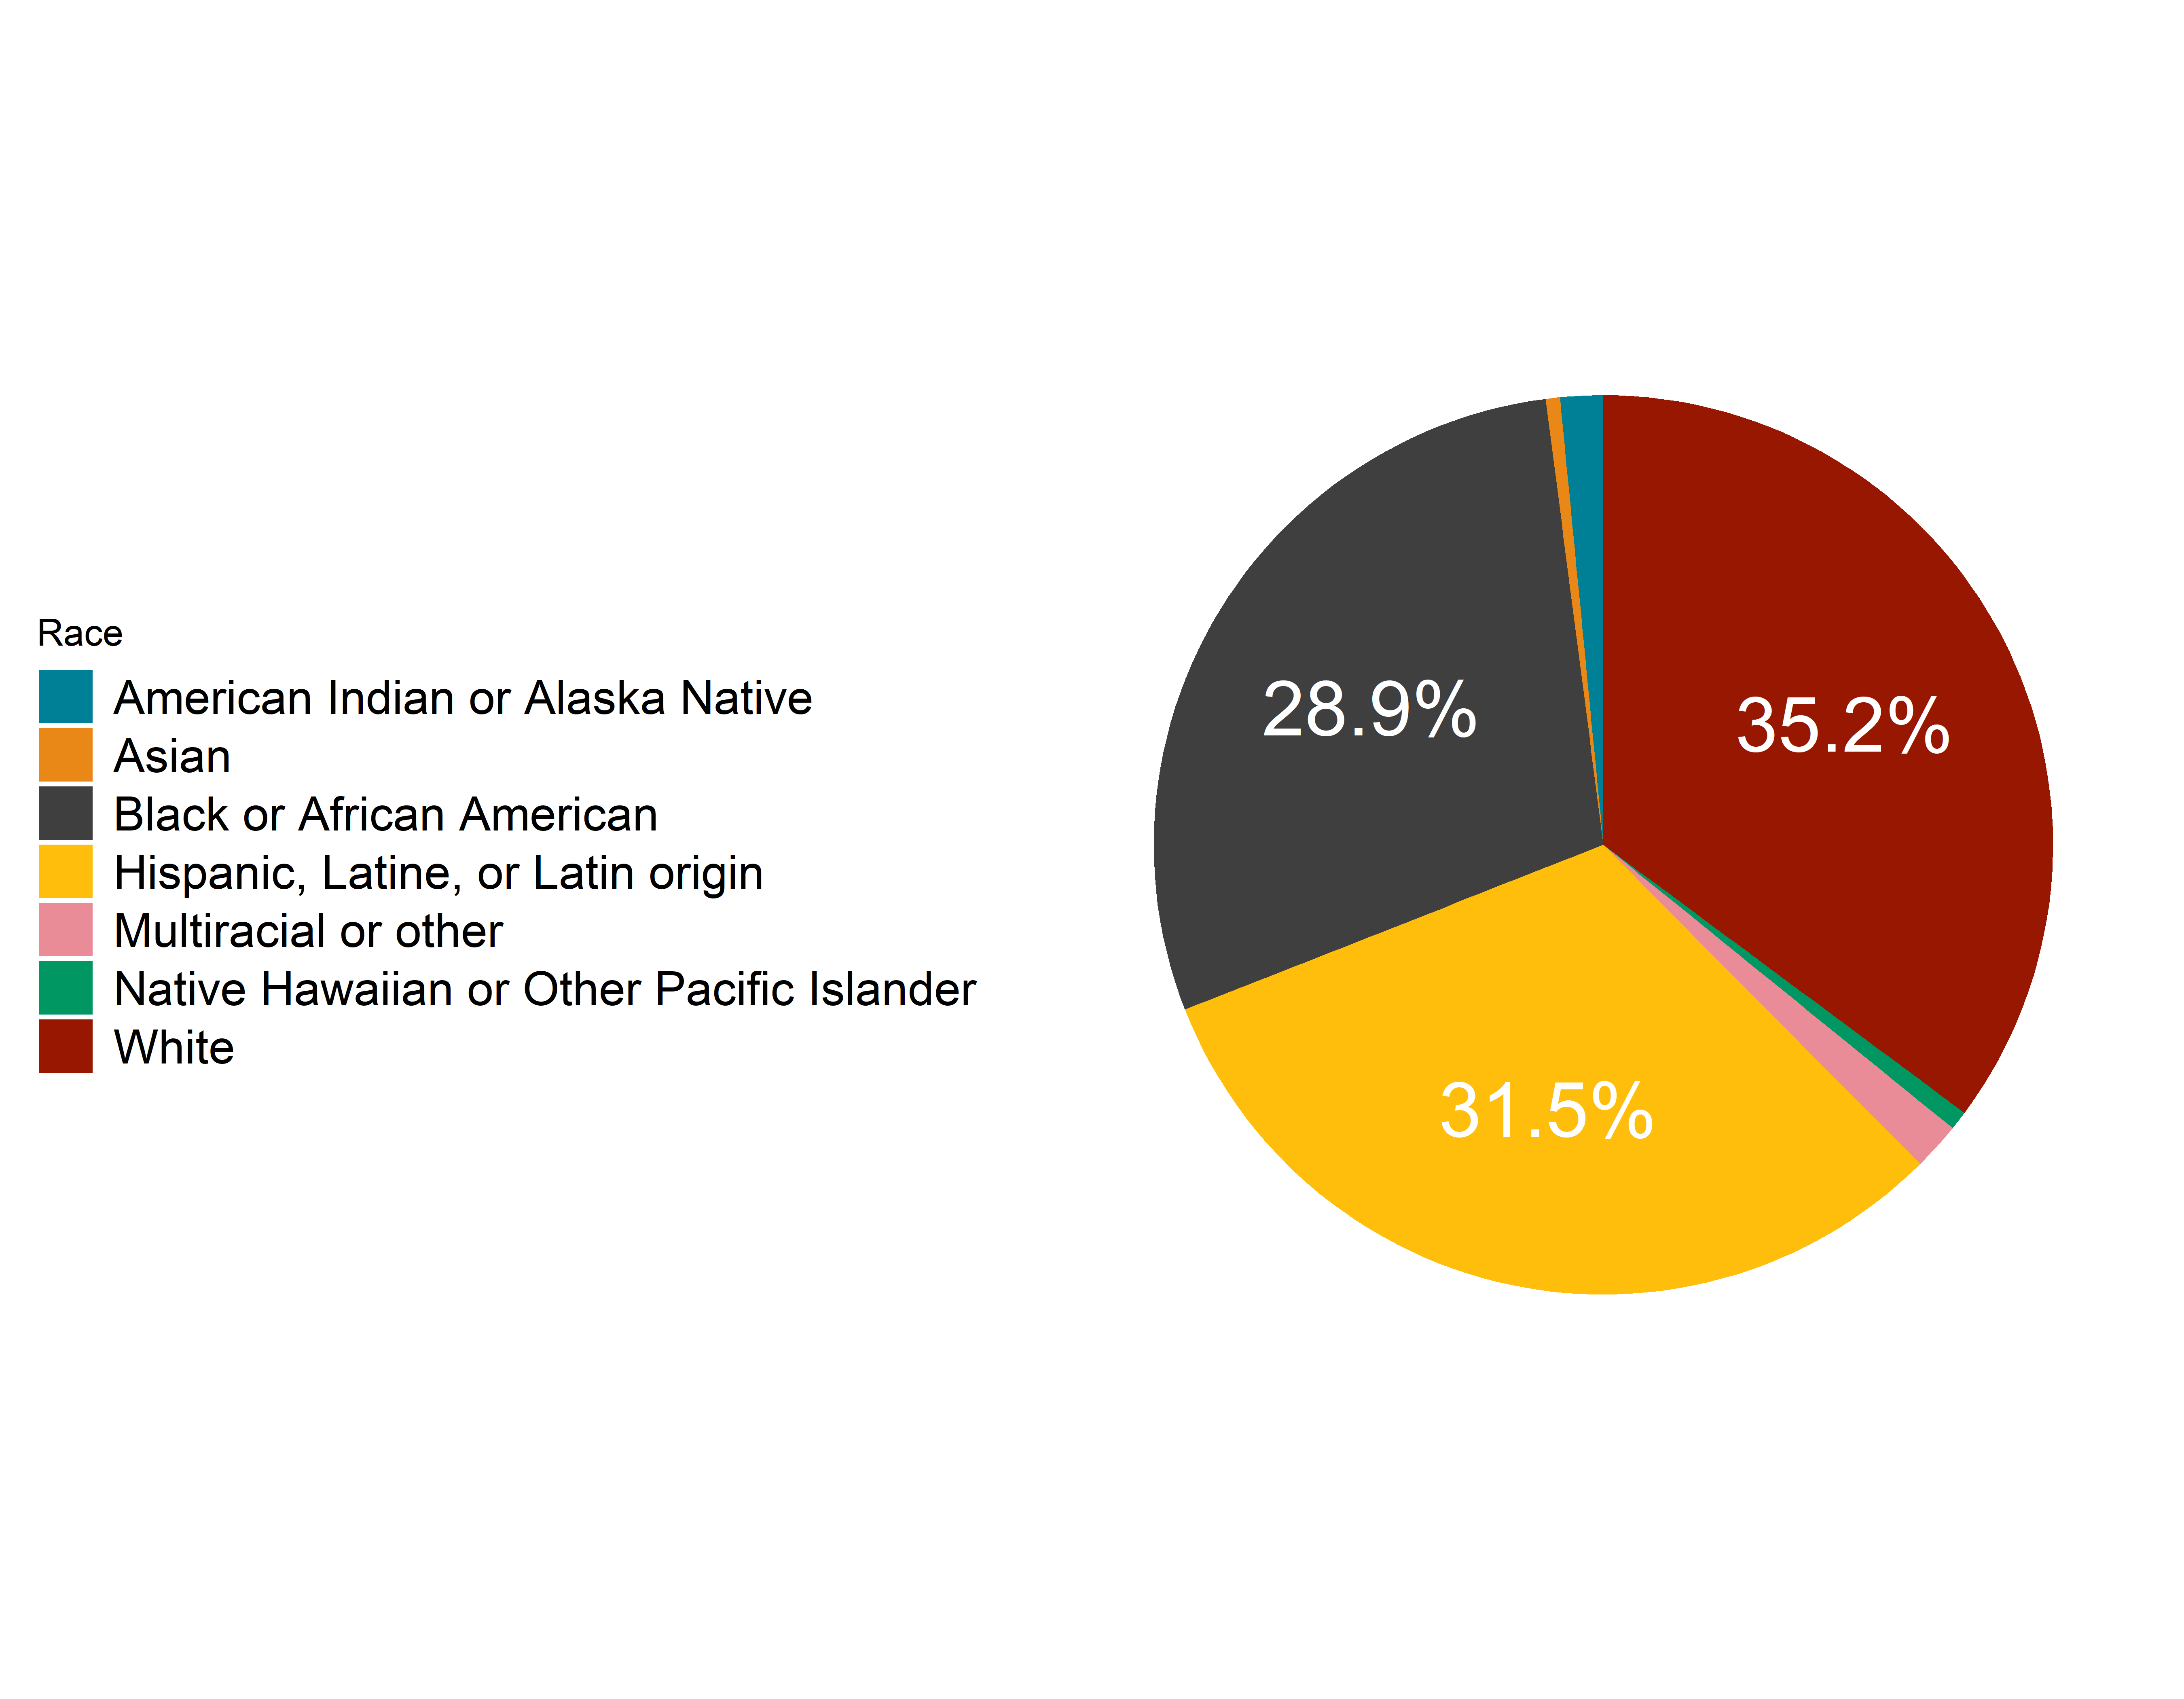 Race
American Indian or Alaska Native
Asian
Black or African American
Hispanic, Latine, or Latin origin
Multiracial or other
Native Hawaiian or Other Pacific Islander
White
28.9%
35.2%
31.5%